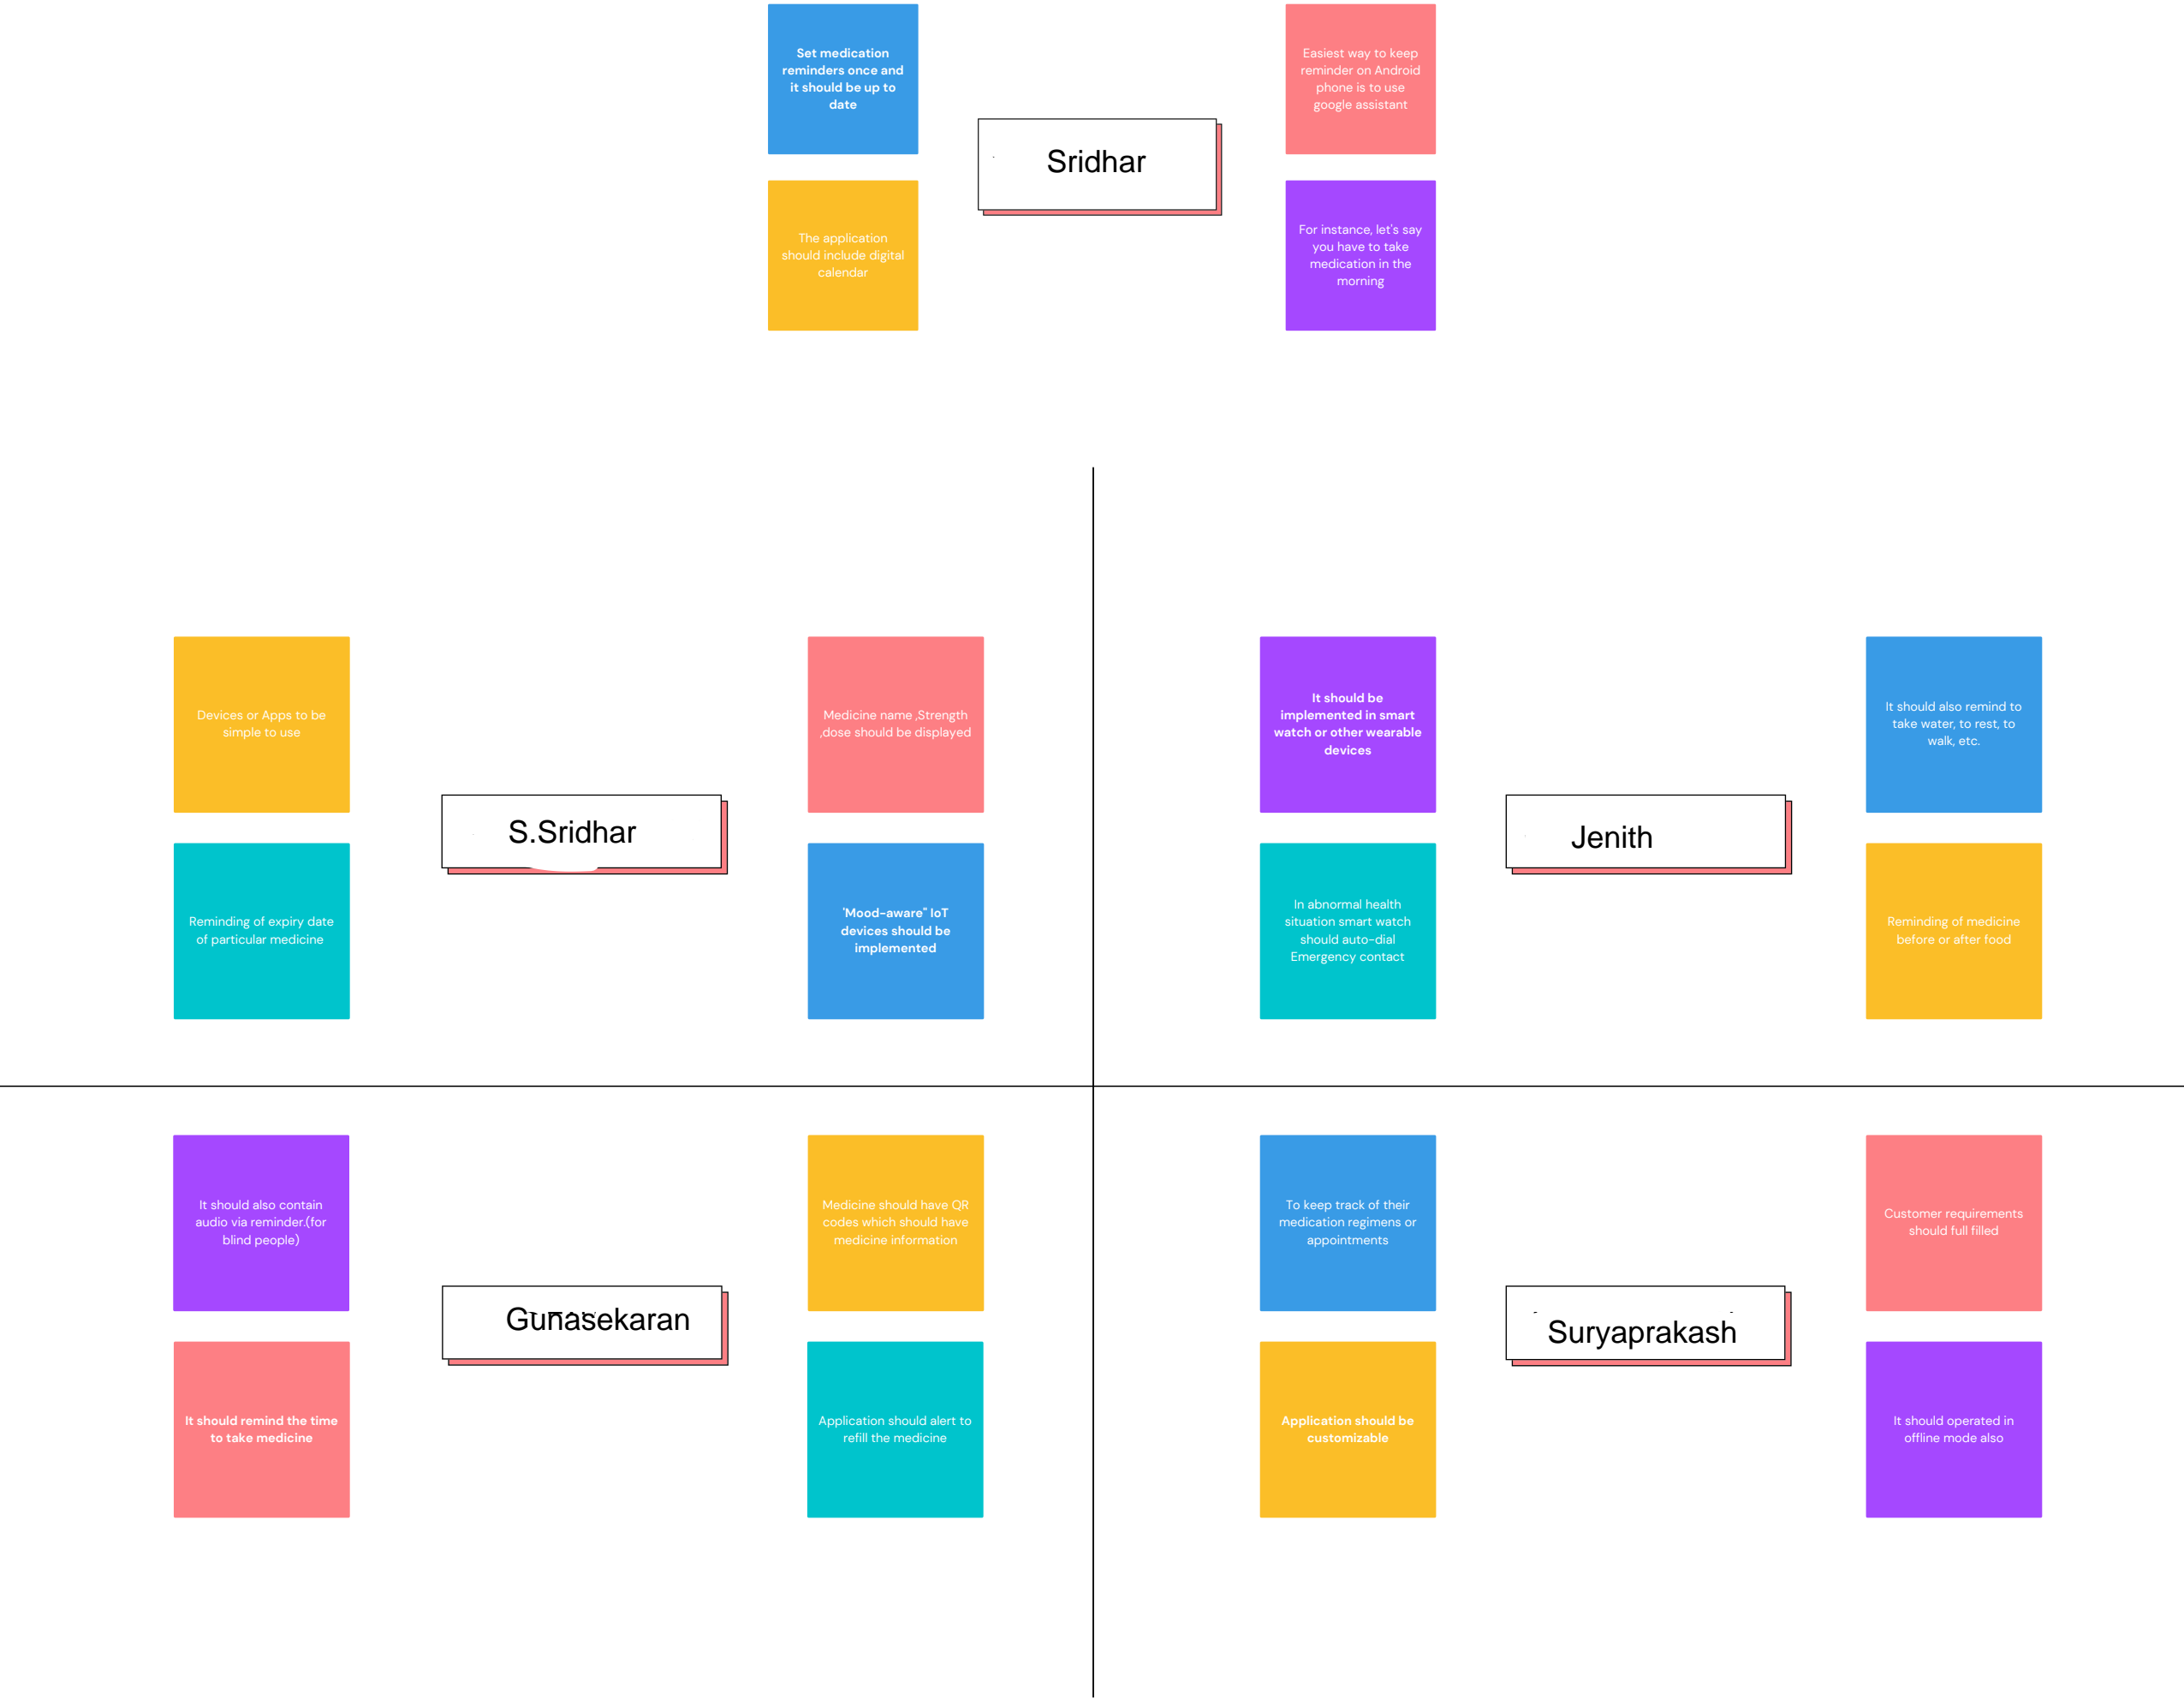 Set medication
reminders once and
it should be up to
date
Easiest way to keep
reminder on Android
phone is to use
google assistant
Sridhar
The application
should include digital
calendar
For instance, let's say
you have to take
medication in the
morning
Devices or Apps to be
simple to use
Medicine name ,Strength
,dose should be displayed
S.Sridhar
Reminding of expiry date
of particular medicine
'Mood-aware" IoT
devices should be
implemented
It should be
implemented in smart
watch or other wearable
devices
It should also remind to
take water, to rest, to
walk, etc.
Jenith
In abnormal health
situation smart watch
should auto-dial
Emergency contact
Reminding of medicine
before or after food
It should also contain
audio via reminder.(for
blind people)
Medicine should have QR
codes which should have
medicine information
Gunasekaran
It should remind the time
to take medicine
Application should alert to
refill the medicine
To keep track of their
medication regimens or
appointments
Customer requirements
should full filled
Suryaprakash
Application should be
customizable
It should operated in
offline mode also